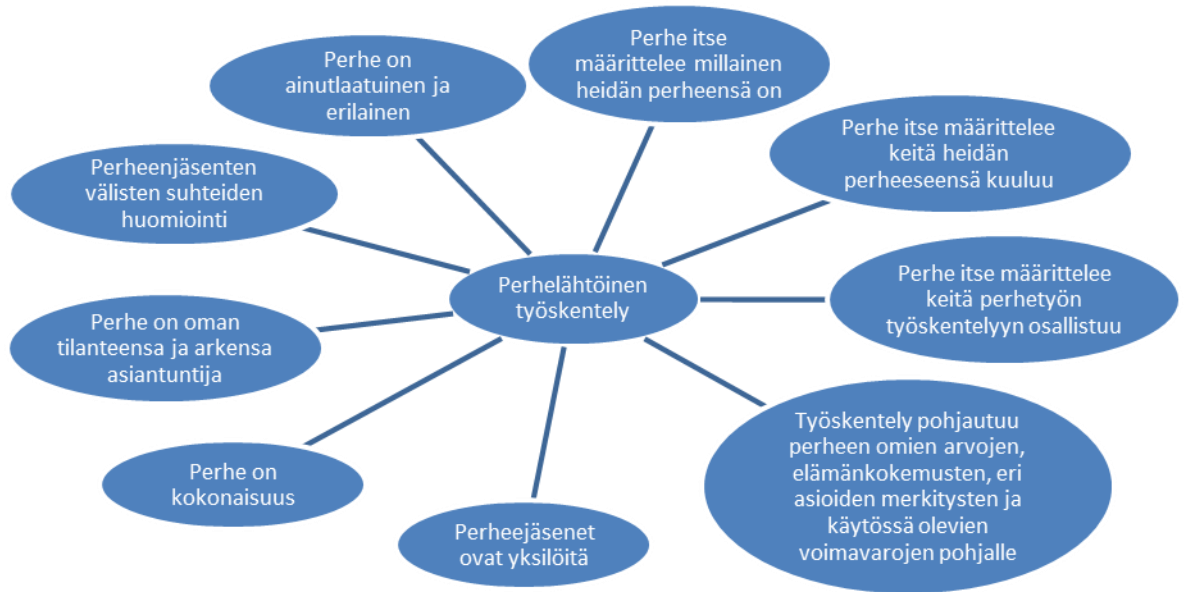 Perhe on
ainutlaatuinen ja
erilainen
Perhe itse
määrittelee millainen
heidän perheensä on
Perhe itse määrittelee
keitä heidän
perheeseensä kuuluu
Perheenjäsenten
välisten suhteiden
huomiointi
Perhelähtöinen
työskentely
Perhe itse määrittelee
keitä perhetyön
työskentelyyn osallistuu
Perhe on oman
tilanteensa ja arkensa
asiantuntija
Työskentely pohjautuu
perheen omien arvojen,
elämänkokemusten, eri
asioiden merkitysten ja
käytössä olevien
voimavarojen pohjalle
Perhe on
kokonaisuus
Perheejäsenet
ovat yksilöitä